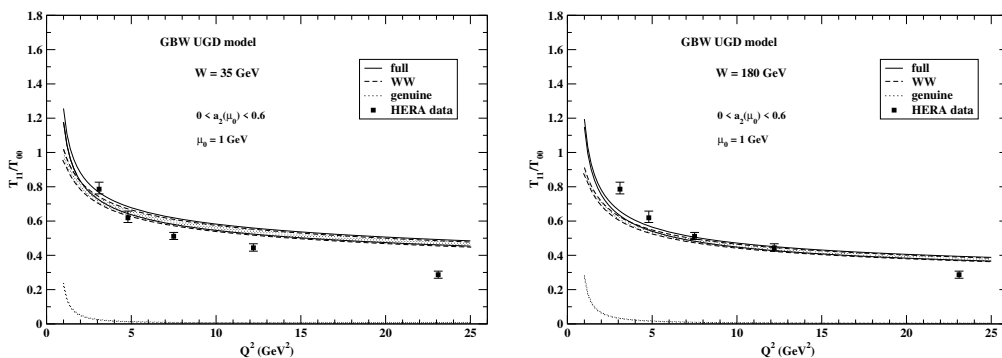 GBW UGD model
W = 35 GeV
full
WW
genuine
HERA data
0 < a₂(μ₀) < 0.6
μ₀ = 1 GeV
T₁₁/T₀₀
1.8
1.6
1.4
1.2
1
0.8
0.6
0.4
0.2
0
0 5 10 15 20 25
Q² (GeV²)
GBW UGD model
W = 180 GeV
full
WW
genuine
HERA data
0 < a₂(μ₀) < 0.6
μ₀ = 1 GeV
T₁₁/T₀₀
1.8
1.6
1.4
1.2
1
0.8
0.6
0.4
0.2
0
0 5 10 15 20 25
Q² (GeV²)